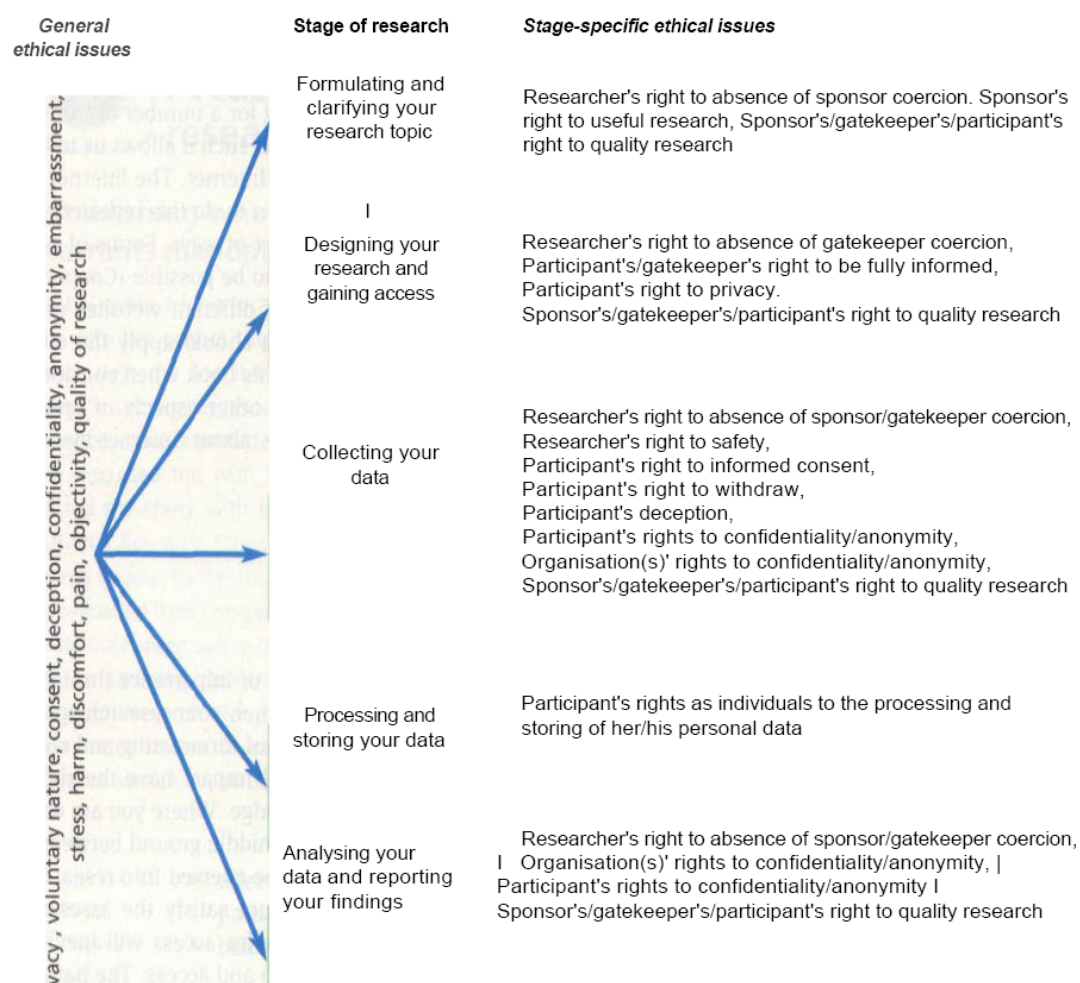 General
ethical issues
Stage of research
Stage-specific ethical issues
vacy , voluntary nature, consent, deception, confidentiality, anonymity, embarrassment,
stress, harm, discomfort, pain, objectivity, quality of research
Formulating and
clarifying your
research topic
Researcher's right to absence of sponsor coercion. Sponsor's
right to useful research, Sponsor's/gatekeeper's/participant's
right to quality research
I
Designing your
research and
gaining access
Researcher's right to absence of gatekeeper coercion,
Participant's/gatekeeper's right to be fully informed,
Participant's right to privacy.
Sponsor's/gatekeeper's/participant's right to quality research
Collecting your
data
Researcher's right to absence of sponsor/gatekeeper coercion,
Researcher's right to safety,
Participant's right to informed consent,
Participant's right to withdraw,
Participant's deception,
Participant's rights to confidentiality/anonymity,
Organisation(s)' rights to confidentiality/anonymity,
Sponsor's/gatekeeper's/participant's right to quality research
Processing and
storing your data
Participant's rights as individuals to the processing and
storing of her/his personal data
Analysing your
data and reporting
your findings
Researcher's right to absence of sponsor/gatekeeper coercion,
I Organisation(s)' rights to confidentiality/anonymity, |
Participant's rights to confidentiality/anonymity I
Sponsor's/gatekeeper's/participant's right to quality research